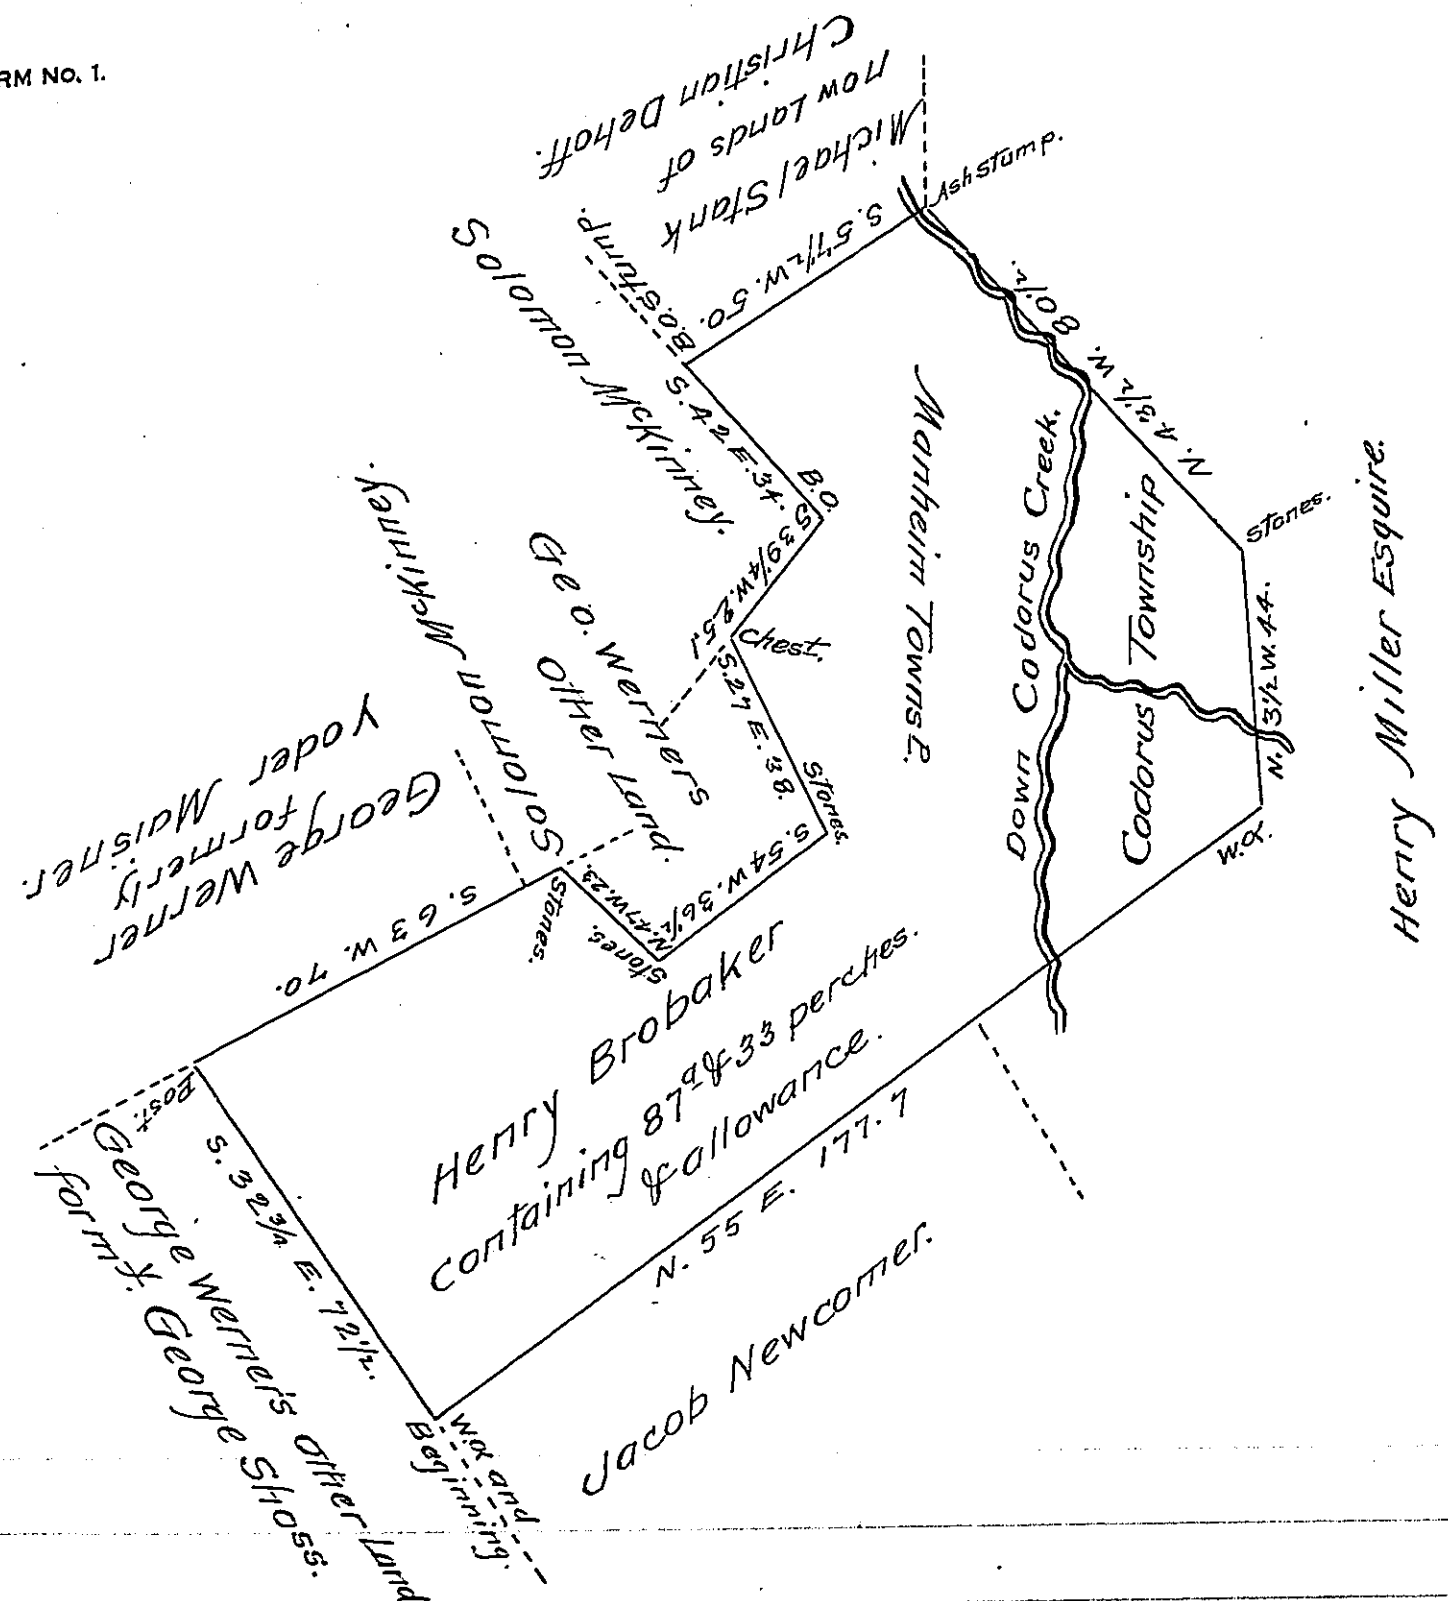 RM No. 1.
Michael Stank
now Lands of
Christian Dehoff.
Ash Stump.
S. 57 1/2 W. 50.
B.O. Stump.
Solomon McKinney.
S. 42 E. 34.
B.O.
S 39 1/4 W. 25,1
Chest.
Geo. Werners
Other Land.
S. 27 E. 38.
Stones.
S. 54 W. 36 1/2
Stones.
N. 47 W. 23.
Stones.
Solomon McKinney.
George Werner
formerly
Yoder Maisner.
S. 63 W. 70.
Post.
S. 32 3/4 E. 72 1/2.
George Werner's Other Land
form.y. George Shoss.
W.O. and
Beginning.
N. 55 E. 177.7
Jacob Newcomer.
W.O.
N. 3 1/2 W. 44.
Stones.
N. 43 1/2 W. 80 1/2.
Henry Miller Esquire.
Manheim Townsp.
Down Codorus Creek.
Codorus Township
Henry Brobaker
Containing 87 a & 33 perches.
& allowance.